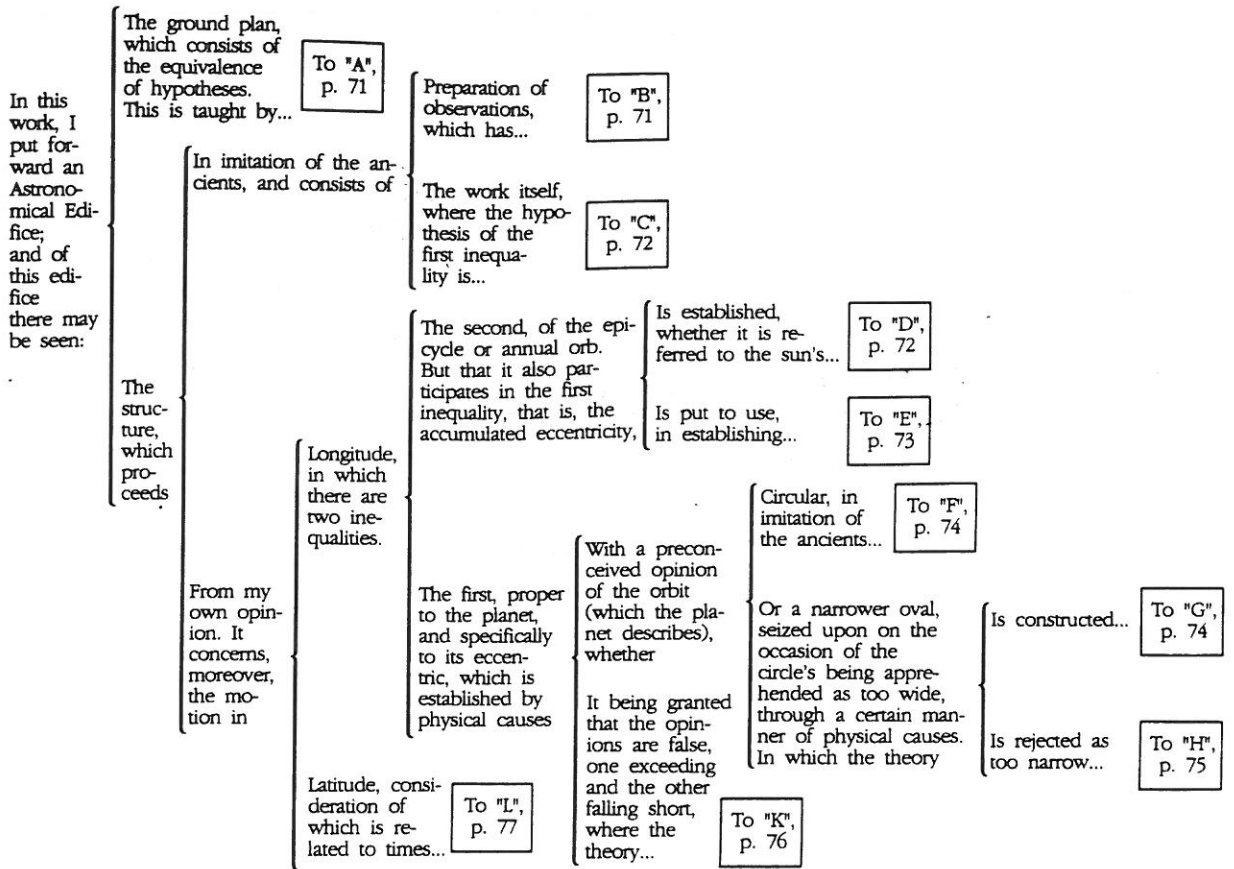 In this
work, I
put for-
ward an
Astrono-
mical Edi-
fice;
and of
this edi-
fice
there may
be seen:
The ground plan,
which consists of
the equivalence
of hypotheses.
This is taught by...
To "A",
p. 71
The
struc-
ture,
which
pro-
ceeds
In imitation of the an-
cients, and consists of
Preparation of
observations,
which has...
To "B",
p. 71
The work itself,
where the hypo-
thesis of the
first inequa-
lity is...
To "C",
p. 72
From my
own opin-
ion. It
concerns,
moreover,
the mo-
tion in
Longitude,
in which
there are
two ine-
qualities.
The second, of the epi-
cycle or annual orb.
But that it also par-
ticipates in the first
inequality, that is, the
accumulated eccentricity,
Is established,
whether it is re-
ferred to the sun's...
To "D",
p. 72
Is put to use,
in establishing...
To "E",
p. 73
The first, proper
to the planet,
and specifically
to its eccen-
tric, which is
established by
physical causes
With a precon-
ceived opinion
of the orbit
(which the pla-
net describes),
whether
Circular, in
imitation of
the ancients...
To "F",
p. 74
Or a narrower oval,
seized upon on the
occasion of the
circle's being appre-
hended as too wide,
through a certain man-
ner of physical causes.
In which the theory
Is constructed...
To "G",
p. 74
Is rejected as
too narrow...
To "H",
p. 75
It being granted
that the opin-
ions are false,
one exceeding
and the other
falling short,
where the
theory...
To "K",
p. 76
Latitude, consi-
deration of
which is re-
lated to times...
To "L",
p. 77